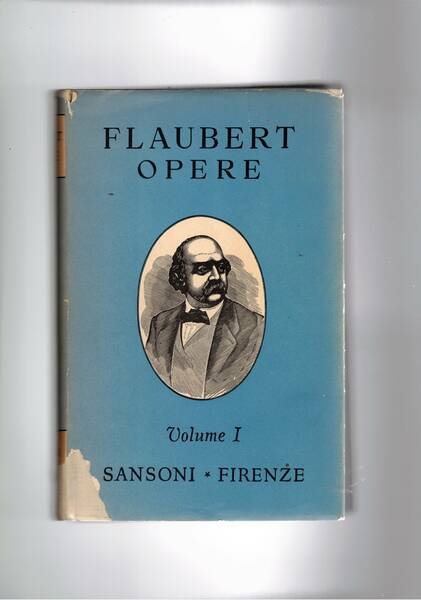 FLAUBERT
OPERE
Volume I
SANSONI * FIRENZE